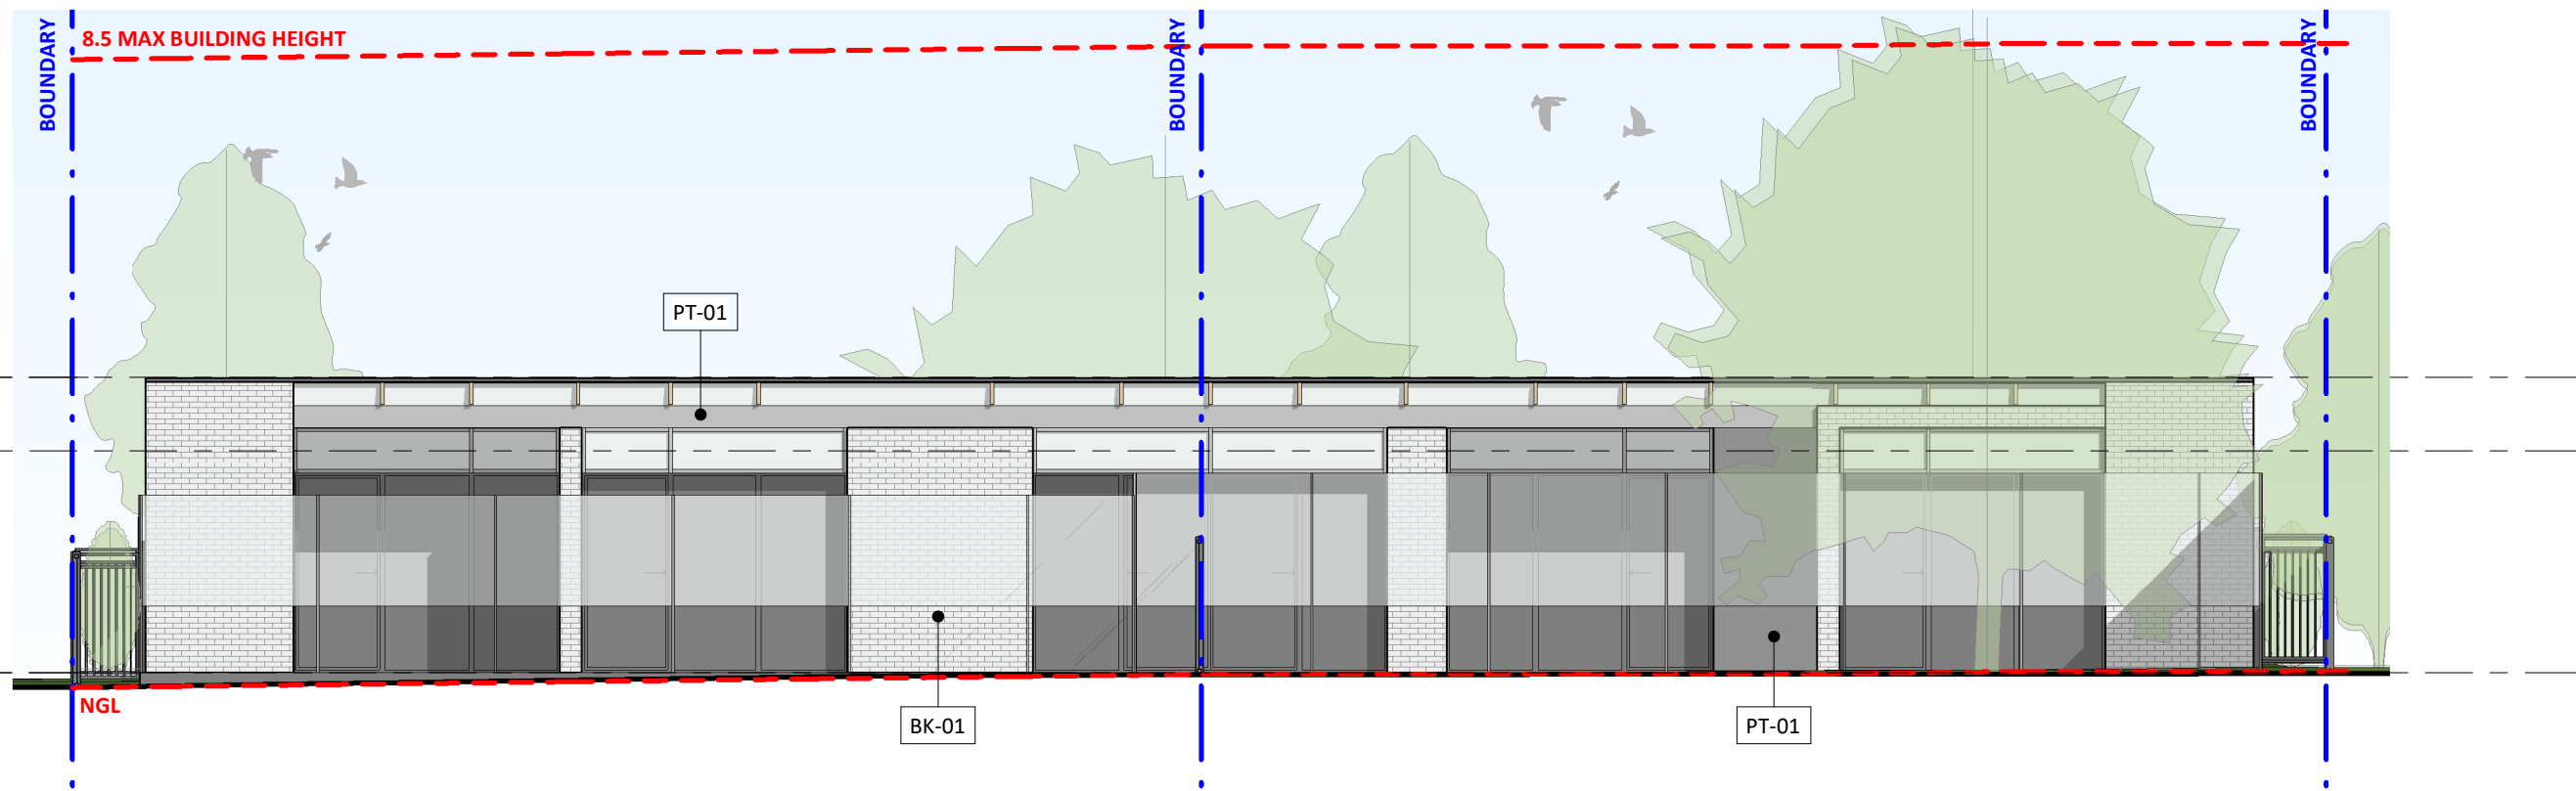 BOUNDARY
8.5 MAX BUILDING HEIGHT
BOUNDARY
BOUNDARY
PT-01
NGL
BK-01
PT-01